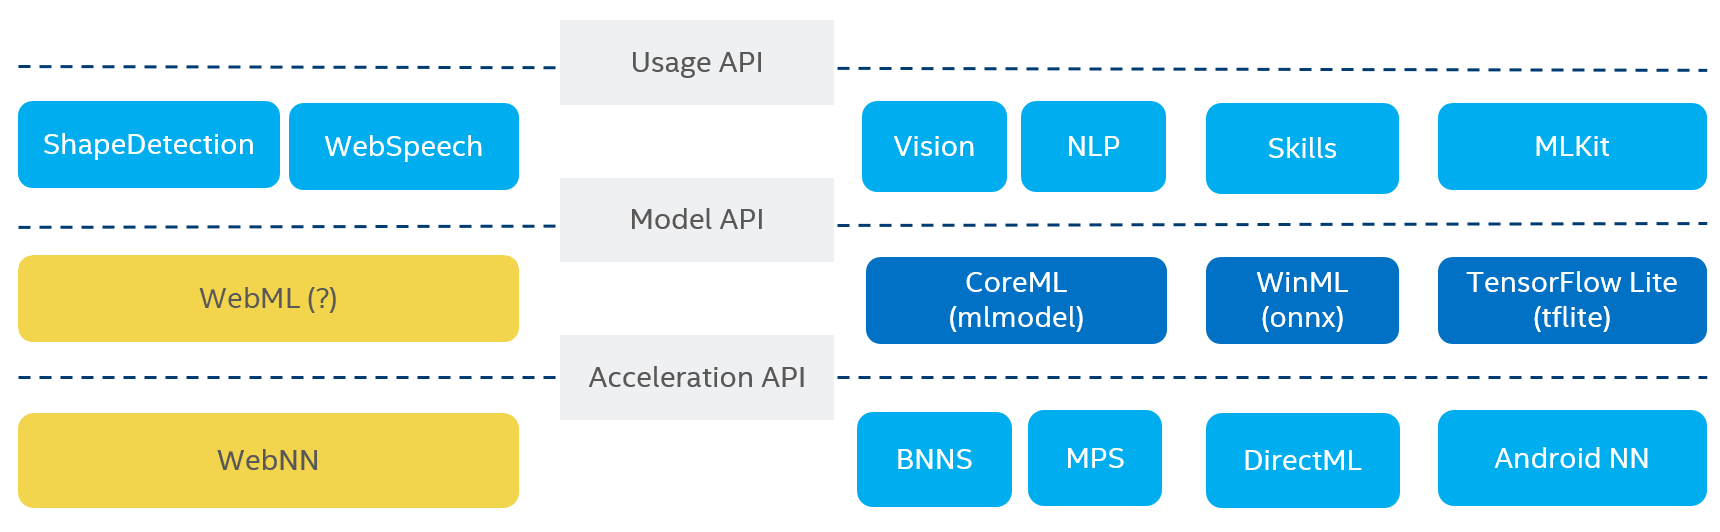 Usage API
ShapeDetection
WebSpeech
Vision
NLP
Skills
MLKit
Model API
WebML (?)
CoreML
(mlmodel)
WinML
(onnx)
TensorFlow Lite
(tflite)
Acceleration API
WebNN
BNNS
MPS
DirectML
Android NN